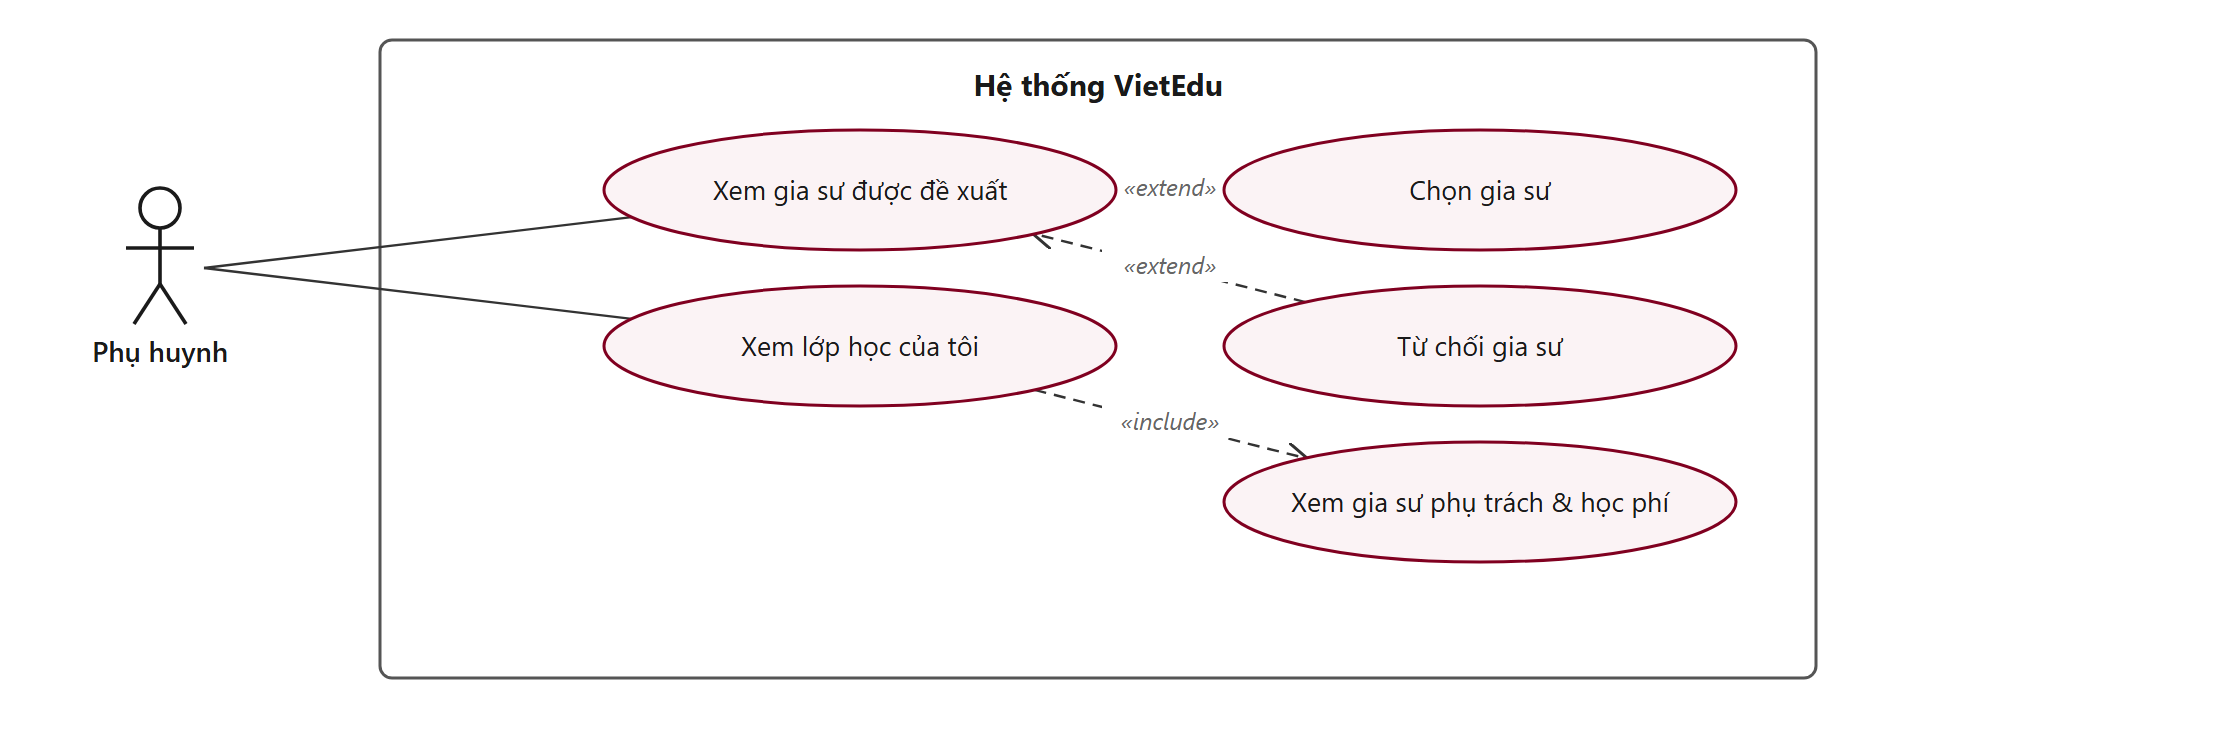 Hệ thống VietEdu
Xem gia sư được đề xuất
«extend»
Chọn gia sư
«extend»
Xem lớp học của tôi
Từ chối gia sư
Phụ huynh
«include»
Xem gia sư phụ trách & học phí